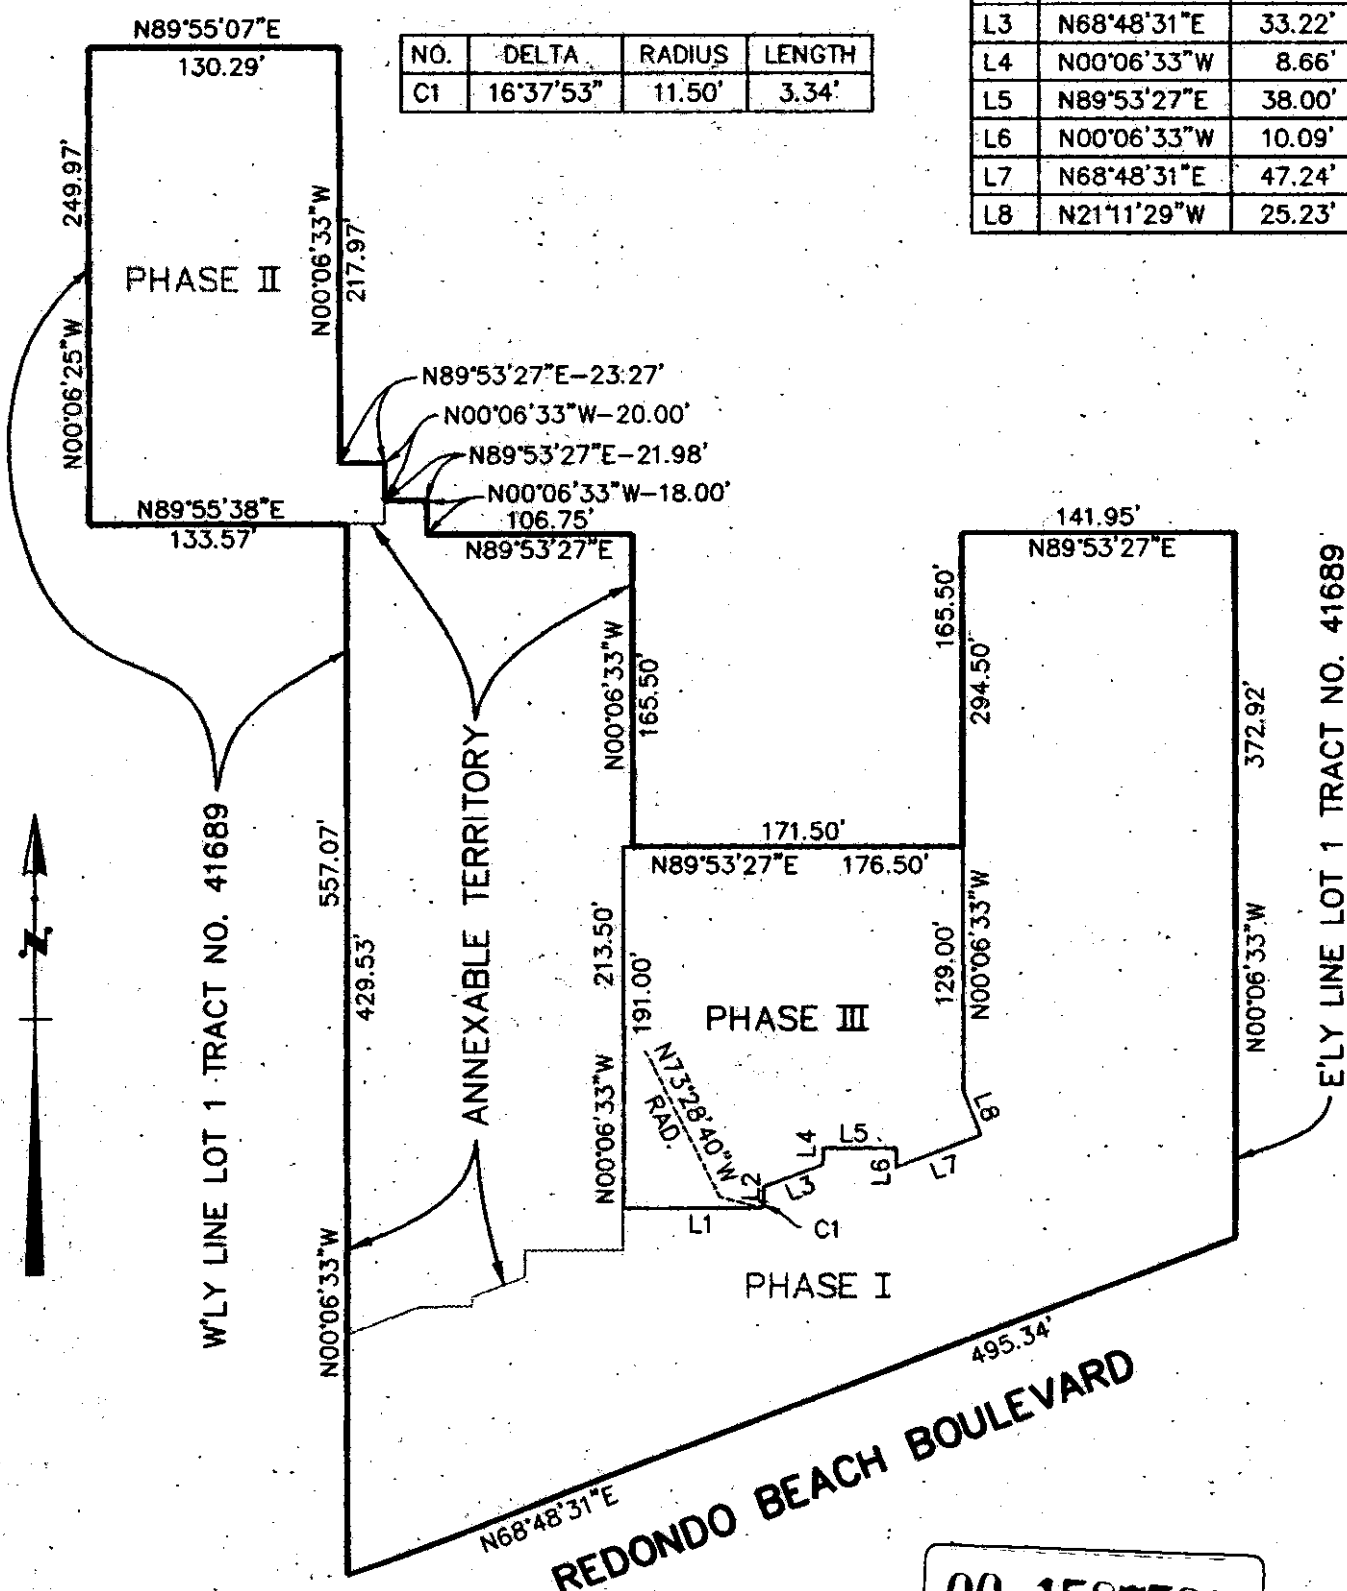 N89°55'07"E
130.29'
NO. DELTA RADIUS LENGTH
C1 16°37'53" 11.50' 3.34'
L3 N68°48'31"E 33.22'
L4 N00°06'33"W 8.66'
L5 N89°53'27"E 38.00'
L6 N00°06'33"W 10.09'
L7 N68°48'31"E 47.24'
L8 N21°11'29"W 25.23'
249.97'
N00°06'25"W
PHASE II
N00°06'33"W
217.97'
N89°53'27"E-23.27'
N00°06'33"W-20.00'
N89°53'27"E-21.98'
N00°06'33"W-18.00'
N89°55'38"E
133.57'
106.75'
N89°53'27"E
141.95'
N89°53'27"E
N00°06'33"W
165.50'
165.50'
294.50'
372.92'
N00°06'33"W
E'LY LINE LOT 1 TRACT NO. 41689
W'LY LINE LOT 1 TRACT NO. 41689
557.07'
429.53'
N00°06'33"W
ANNEXABLE TERRITORY
171.50'
N89°53'27"E 176.50'
213.50'
191.00'
N00°06'33"W
129.00'
N00°06'33"W
PHASE III
N73°28'40"W
RAD.
L1
L2
L3
L4
L5
L6
L7
L8
C1
N
PHASE I
495.34'
N68°48'31"E
REDONDO BEACH BOULEVARD